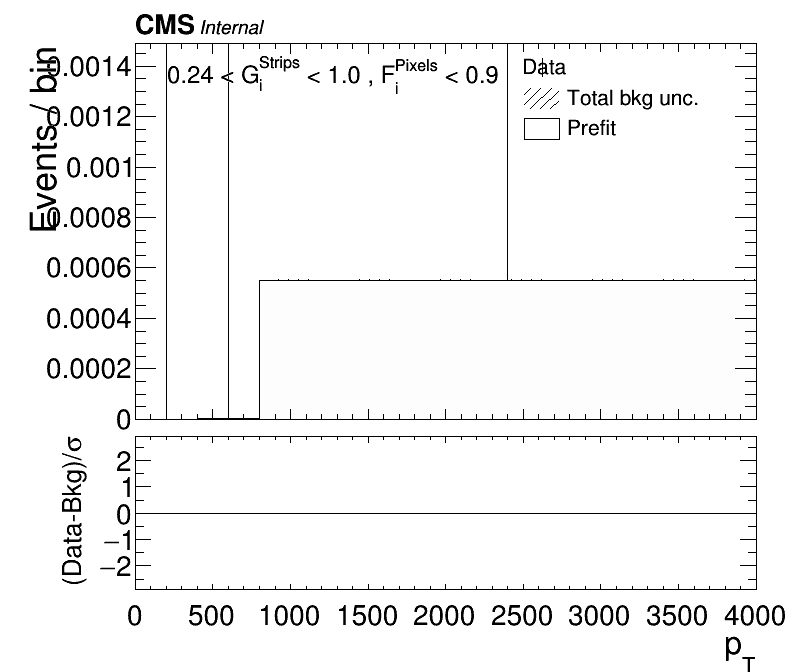 CMS Internal
0.24 < G_i^Strips < 1.0 , F_i^Pixels < 0.9
Data
Total bkg unc.
Prefit
Events / bin
0.0014
0.0012
0.001
0.0008
0.0006
0.0004
0.0002
0
(Data-Bkg)/σ
2
1
0
−1
−2
0 500 1000 1500 2000 2500 3000 3500 4000
p_T